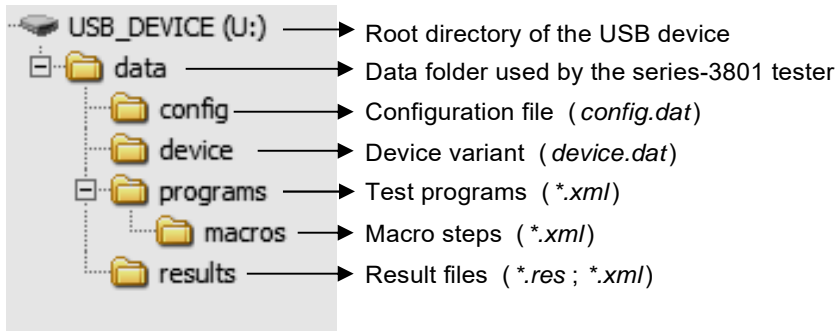 USB_DEVICE (U:) Root directory of the USB device
data Data folder used by the series-3801 tester
config Configuration file (config.dat)
device Device variant (device.dat)
programs Test programs (*.xml)
macros Macro steps (*.xml)
results Result files (*.res ; *.xml)